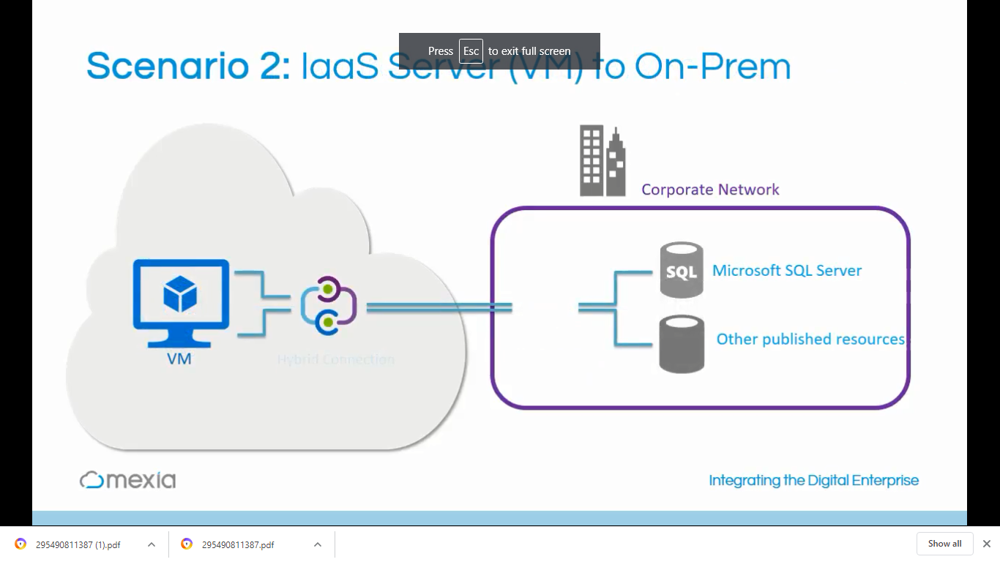 Press Esc to exit full screen
Scenario 2: IaaS Server (VM) to On-Prem
Corporate Network
SQL
Microsoft SQL Server
Other published resources
VM
Hybrid Connection
mexia
Integrating the Digital Enterprise
295490811387 (1).pdf
295490811387.pdf
Show all